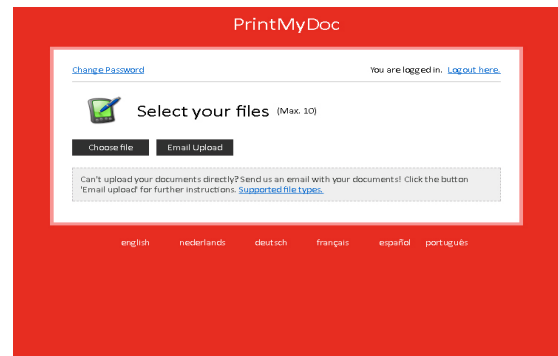 PrintMyDoc
Change Password
You are logged in. Logout here.
Select your files (Max. 10)
Choose file
Email Upload
Can't upload your documents directly? Send us an email with your documents! Click the button
'Email upload' for further instructions. Supported file types.
english nederlands deutsch français español português